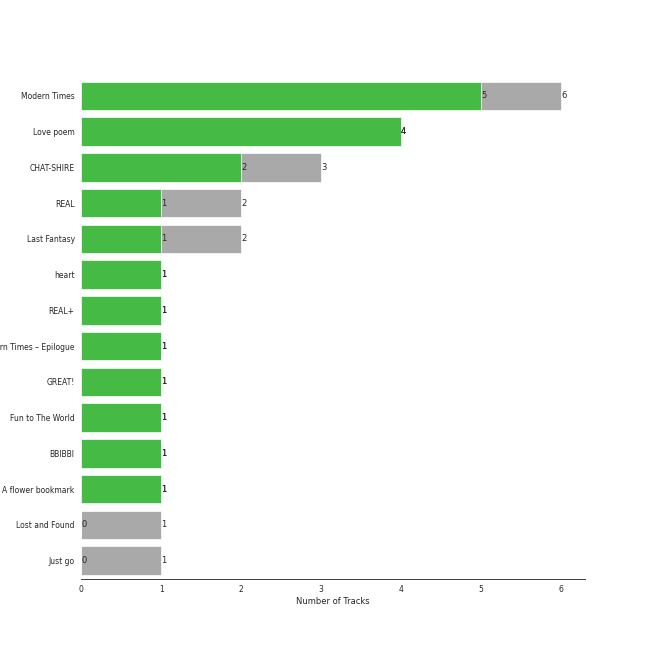 Modern Times 5 6
Love poem 4
CHAT-SHIRE 2 3
REAL 1 2
Last Fantasy 1 2
heart 1
REAL+ 1
rn Times – Epilogue 1
GREAT! 1
Fun to The World 1
BBIBBI 1
A flower bookmark 1
Lost and Found 0 1
Just go 0 1
0 1 2 3 4 5 6
Number of Tracks